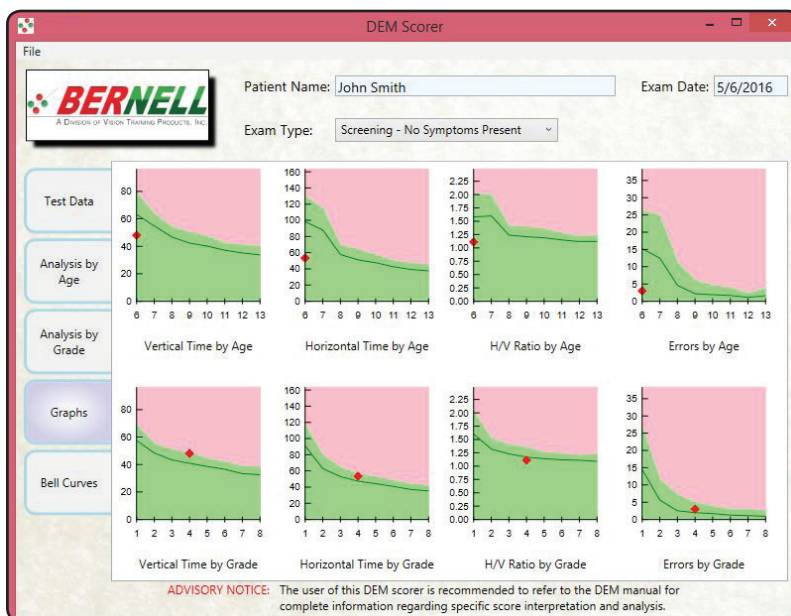 DEM Scorer
File
BERNELL
A DIVISION OF VISION TRAINING PRODUCTS, INC.
Patient Name: John Smith
Exam Date: 5/6/2016
Exam Type: Screening - No Symptoms Present
Test Data
Analysis by
Age
Analysis by
Grade
Graphs
Bell Curves
80
60
40
20
0
6 7 8 9 10 11 12 13
Vertical Time by Age
160
140
120
100
80
60
40
20
0
6 7 8 9 10 11 12 13
Horizontal Time by Age
2.25
2.00
1.75
1.50
1.25
1.00
0.75
0.50
0.25
0.00
6 7 8 9 10 11 12 13
H/V Ratio by Age
35
30
25
20
15
10
5
0
6 7 8 9 10 11 12 13
Errors by Age
80
60
40
20
0
1 2 3 4 5 6 7 8
Vertical Time by Grade
160
140
120
100
80
60
40
20
0
1 2 3 4 5 6 7 8
Horizontal Time by Grade
2.25
2.00
1.75
1.50
1.25
1.00
0.75
0.50
0.25
0.00
1 2 3 4 5 6 7 8
H/V Ratio by Grade
35
30
25
20
15
10
5
0
1 2 3 4 5 6 7 8
Errors by Grade
ADVISORY NOTICE: The user of this DEM scorer is recommended to refer to the DEM manual for
complete information regarding specific score interpretation and analysis.